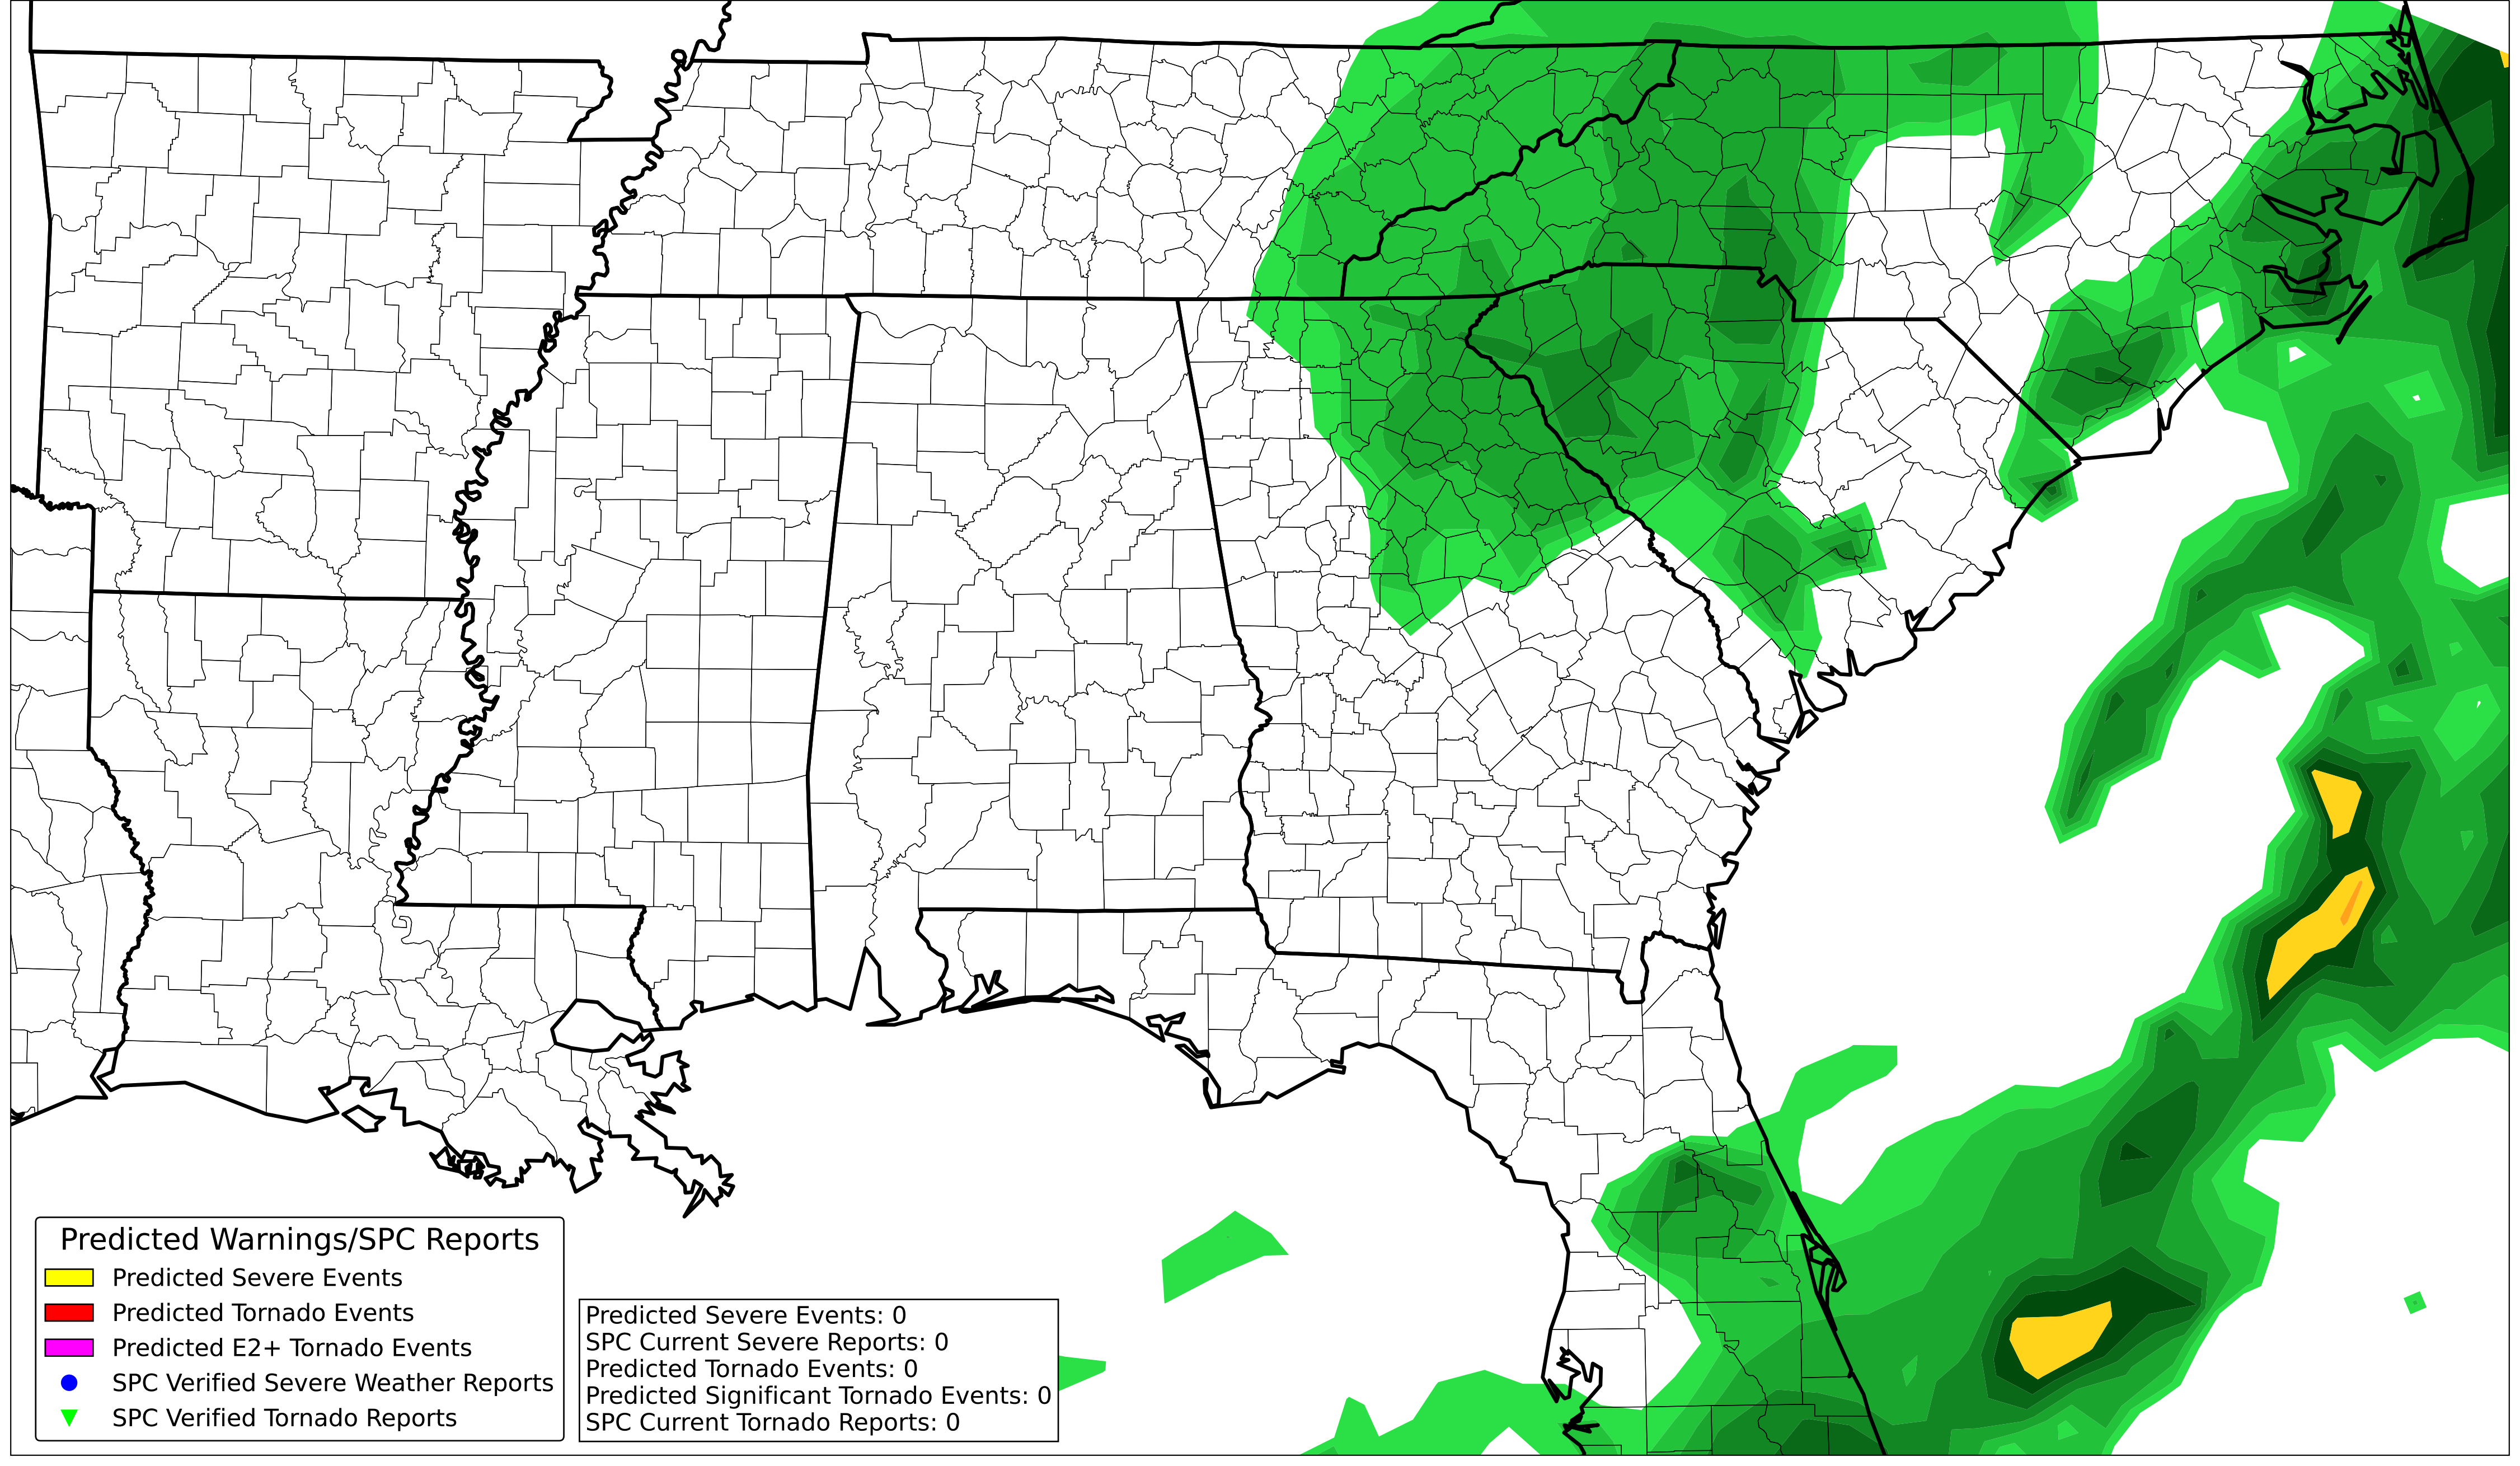 Predicted Warnings/SPC Reports
Predicted Severe Events
Predicted Tornado Events
Predicted E2+ Tornado Events
SPC Verified Severe Weather Reports
SPC Verified Tornado Reports
Predicted Severe Events: 0
SPC Current Severe Reports: 0
Predicted Tornado Events: 0
Predicted Significant Tornado Events: 0
SPC Current Tornado Reports: 0